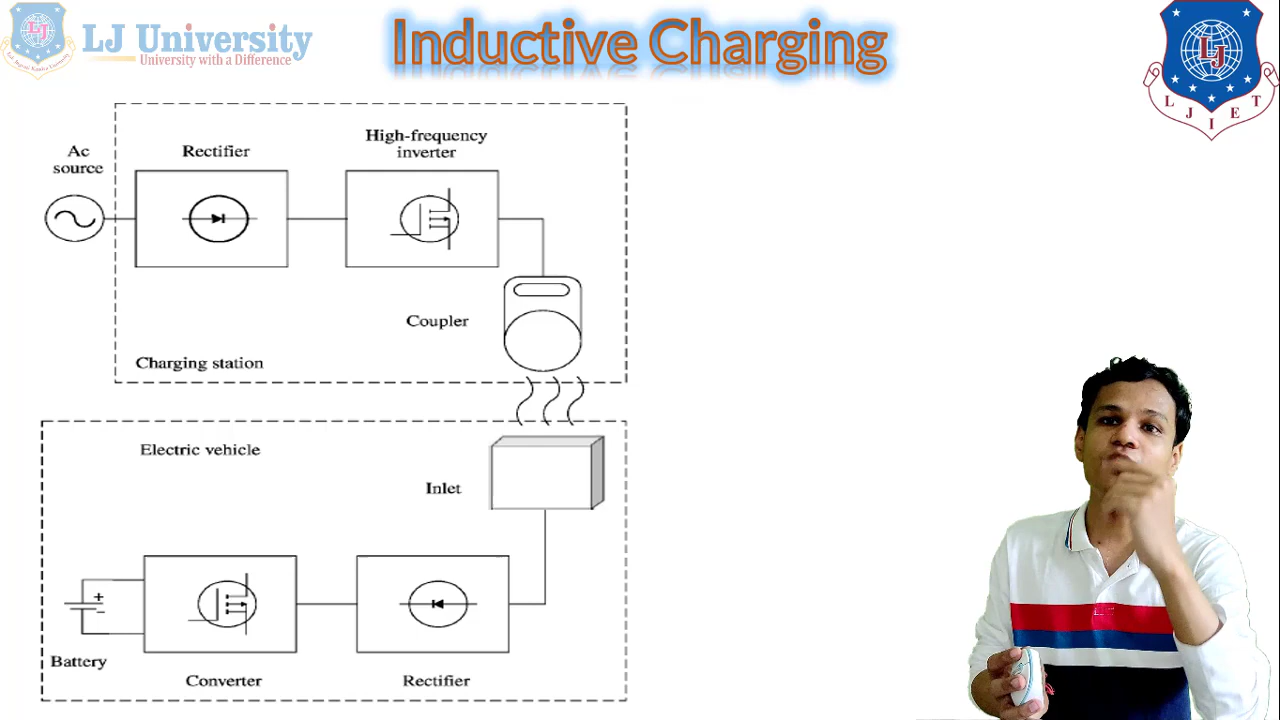 LJ University
University with a Difference
Inductive Charging
LJ
L J I E T
Ac
source
Rectifier
High-frequency
inverter
Coupler
Charging station
Electric vehicle
Inlet
+
−
Battery
Converter
Rectifier